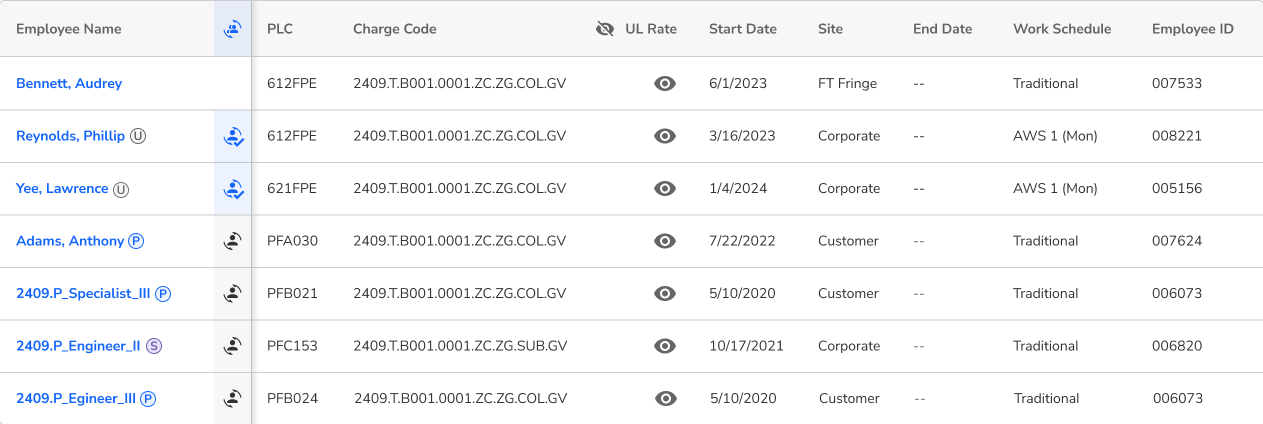 Employee Name PLC Charge Code UL Rate Start Date Site End Date Work Schedule Employee ID
Bennett, Audrey 612FPE 2409.T.B001.0001.ZC.ZG.COL.GV 6/1/2023 FT Fringe -- Traditional 007533
Reynolds, Phillip U 612FPE 2409.T.B001.0001.ZC.ZG.COL.GV 3/16/2023 Corporate -- AWS 1 (Mon) 008221
Yee, Lawrence U 621FPE 2409.T.B001.0001.ZC.ZG.COL.GV 1/4/2024 Corporate -- AWS 1 (Mon) 005156
Adams, Anthony P PFA030 2409.T.B001.0001.ZC.ZG.COL.GV 7/22/2022 Customer -- Traditional 007624
2409.P_Specialist_III P PFB021 2409.T.B001.0001.ZC.ZG.COL.GV 5/10/2020 Customer -- Traditional 006073
2409.P_Engineer_II S PFC153 2409.T.B001.0001.ZC.ZG.SUB.GV 10/17/2021 Corporate -- Traditional 006820
2409.P_Egineer_III P PFB024 2409.T.B001.0001.ZC.ZG.COL.GV 5/10/2020 Customer -- Traditional 006073